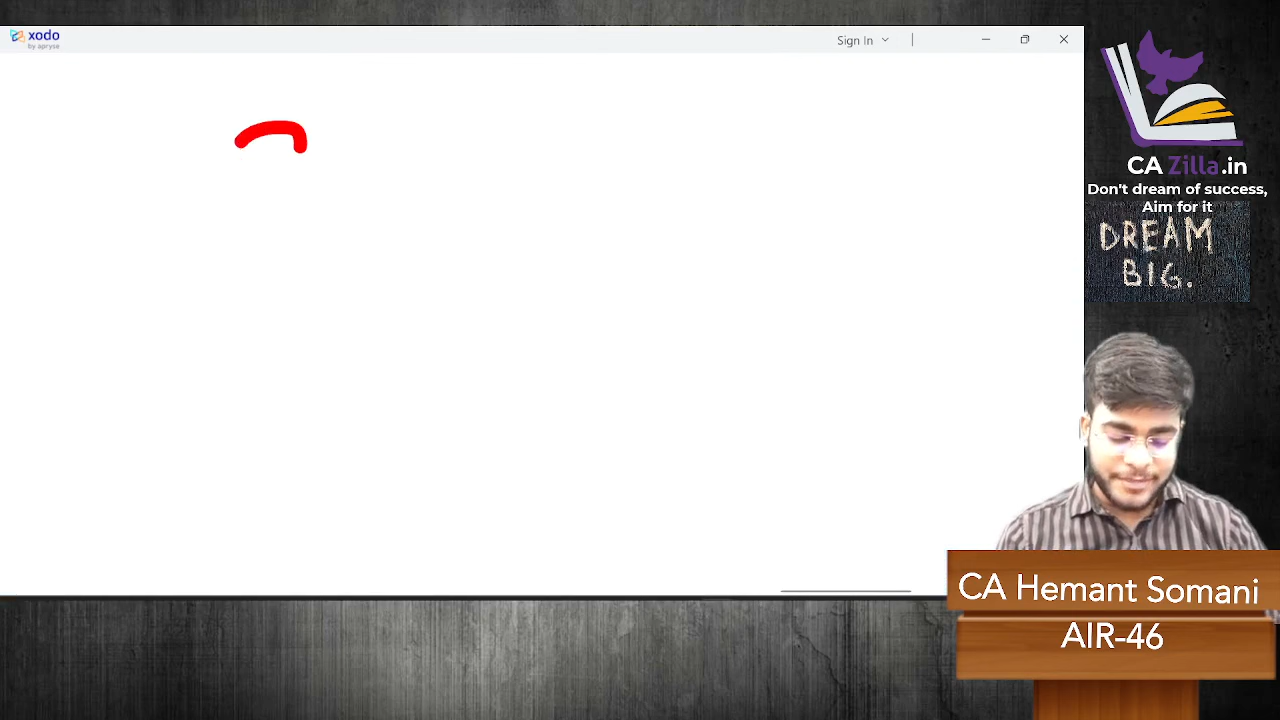 xodo
by apryse
Sign In
CA Zilla.in
Don't dream of success,
Aim for it
DREAM
BIG.
CA Hemant Somani
AIR-46